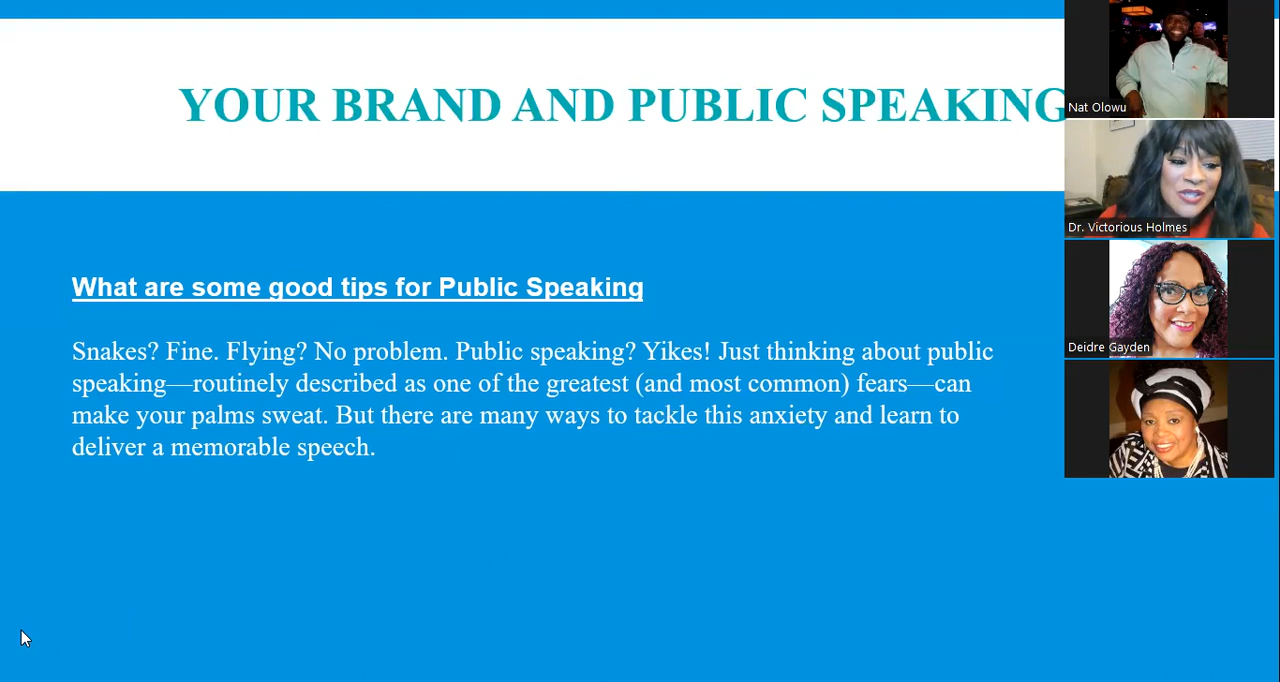 YOUR BRAND AND PUBLIC SPEAKING
What are some good tips for Public Speaking
Snakes? Fine. Flying? No problem. Public speaking? Yikes! Just thinking about public
speaking—routinely described as one of the greatest (and most common) fears—can
make your palms sweat. But there are many ways to tackle this anxiety and learn to
deliver a memorable speech.
Nat Olowu
Dr. Victorious Holmes
Deidre Gayden